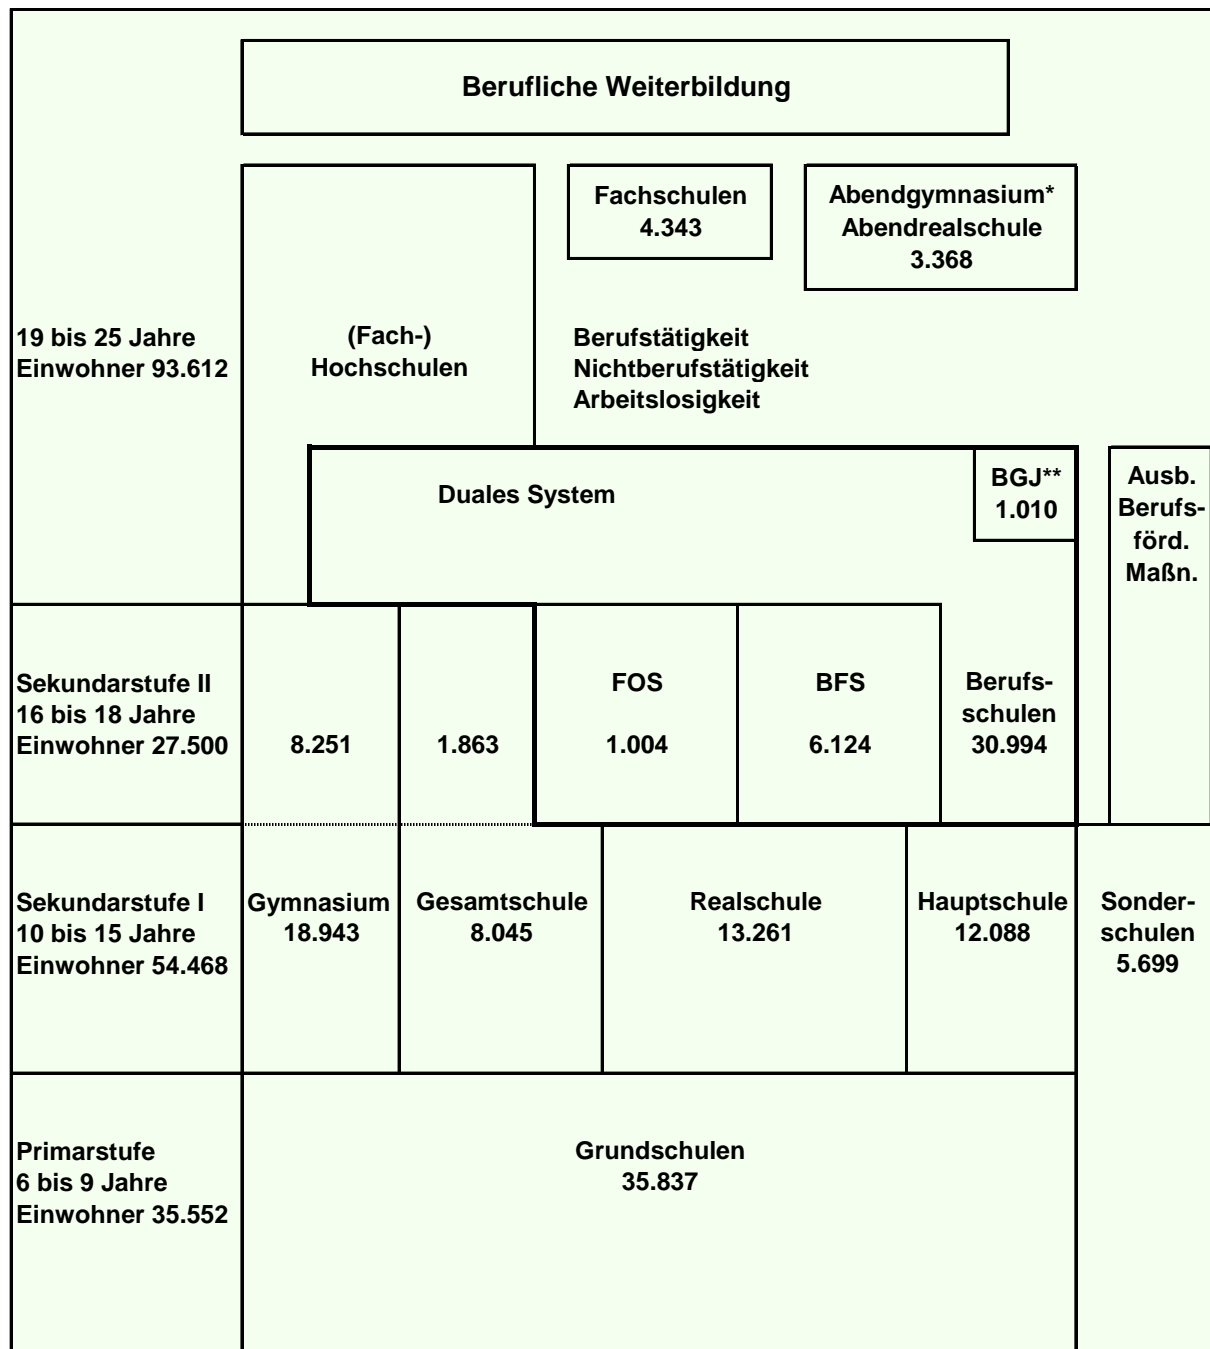 Berufliche Weiterbildung
Fachschulen
4.343
Abendgymnasium*
Abendrealschule
3.368
19 bis 25 Jahre
Einwohner 93.612
(Fach-)
Hochschulen
Berufstätigkeit
Nichtberufstätigkeit
Arbeitslosigkeit
Duales System
BGJ**
1.010
Ausb.
Berufs-
förd.
Maßn.
Sekundarstufe II
16 bis 18 Jahre
Einwohner 27.500
8.251
1.863
FOS
1.004
BFS
6.124
Berufs-
schulen
30.994
Sekundarstufe I
10 bis 15 Jahre
Einwohner 54.468
Gymnasium
18.943
Gesamtschule
8.045
Realschule
13.261
Hauptschule
12.088
Sonder-
schulen
5.699
Primarstufe
6 bis 9 Jahre
Einwohner 35.552
Grundschulen
35.837